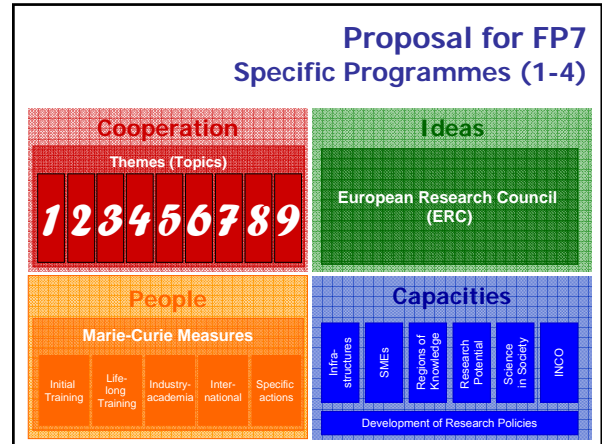 Proposal for FP7
Specific Programmes (1-4)
Cooperation
Themes (Topics)
1 2 3 4 5 6 7 8 9
Ideas
European Research Council
(ERC)
People
Marie-Curie Measures
Initial
Training
Life-
long
Training
Industry-
academia
Inter-
national
Specific
actions
Capacities
Infra-
structures
SMEs
Regions of
Knowledge
Research
Potential
Science
in Society
INCO
Development of Research Policies